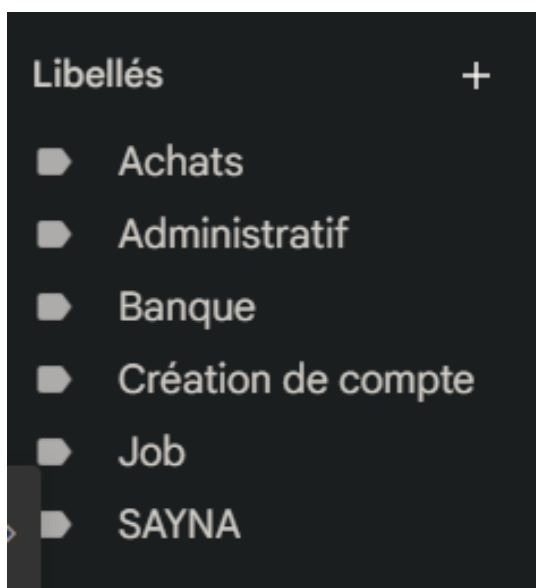 Libellés +
Achats
Administratif
Banque
Création de compte
Job
SAYNA